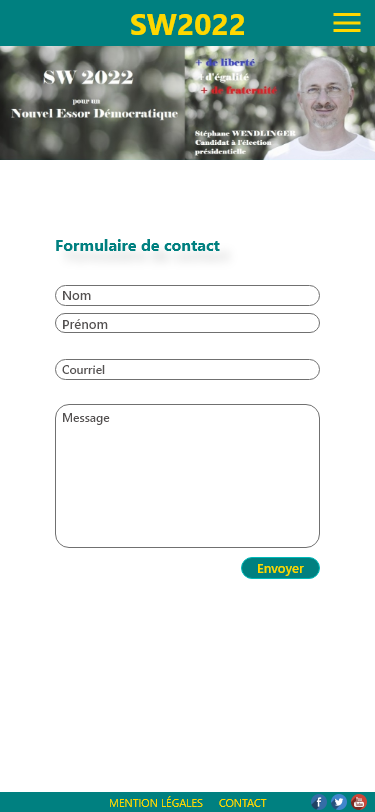 SW2022
SW 2022
pour un
Nouvel Essor Démocratique
+ de liberté
+ d'égalité
+ de fraternité
Stéphane WENDLINGER
Candidat à l'élection
présidentielle
Formulaire de contact
Nom
Prénom
Courriel
Message
Envoyer
MENTION LÉGALES CONTACT